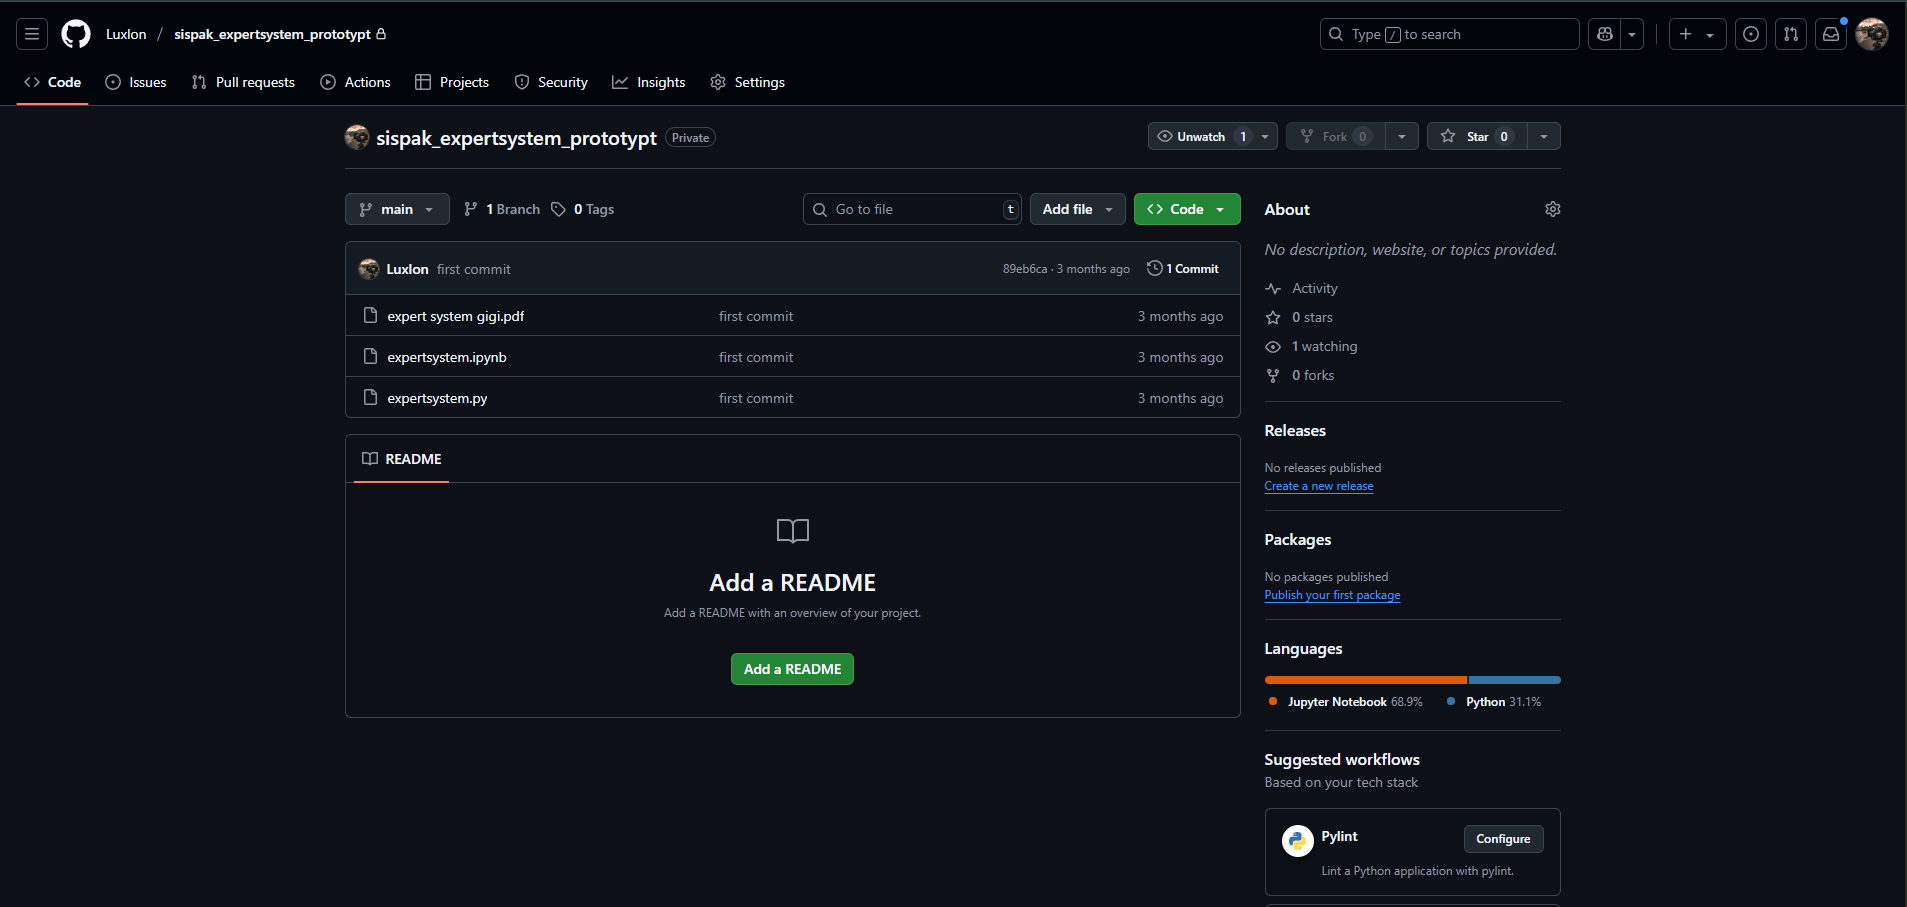 Luxlon / sispak_expertsystem_prototypt
Type / to search
Code Issues Pull requests Actions Projects Security Insights Settings
sispak_expertsystem_prototypt Private
Unwatch 1 Fork 0 Star 0
main 1 Branch 0 Tags
Go to file t Add file Code
Luxlon first commit 89eb6ca · 3 months ago 1 Commit
expert system gigi.pdf first commit 3 months ago
expertsystem.ipynb first commit 3 months ago
expertsystem.py first commit 3 months ago
README
Add a README
Add a README with an overview of your project.
Add a README
About
No description, website, or topics provided.
Activity
0 stars
1 watching
0 forks
Releases
No releases published
Create a new release
Packages
No packages published
Publish your first package
Languages
Jupyter Notebook 68.9% Python 31.1%
Suggested workflows
Based on your tech stack
Pylint Configure
Lint a Python application with pylint.